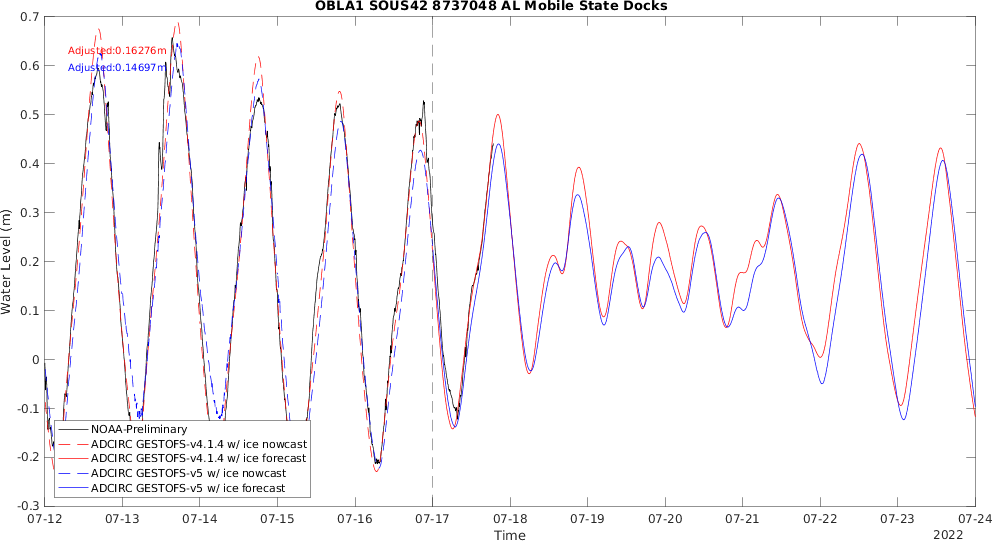 OBLA1 SOUS42 8737048 AL Mobile State Docks
Adjusted:0.16276m
Adjusted:0.14697m
Water Level (m)
0.7
0.6
0.5
0.4
0.3
0.2
0.1
0
-0.1
-0.2
-0.3
NOAA-Preliminary
ADCIRC GESTOFS-v4.1.4 w/ ice nowcast
ADCIRC GESTOFS-v4.1.4 w/ ice forecast
ADCIRC GESTOFS-v5 w/ ice nowcast
ADCIRC GESTOFS-v5 w/ ice forecast
07-12 07-13 07-14 07-15 07-16 07-17 07-18 07-19 07-20 07-21 07-22 07-23 07-24
Time
2022